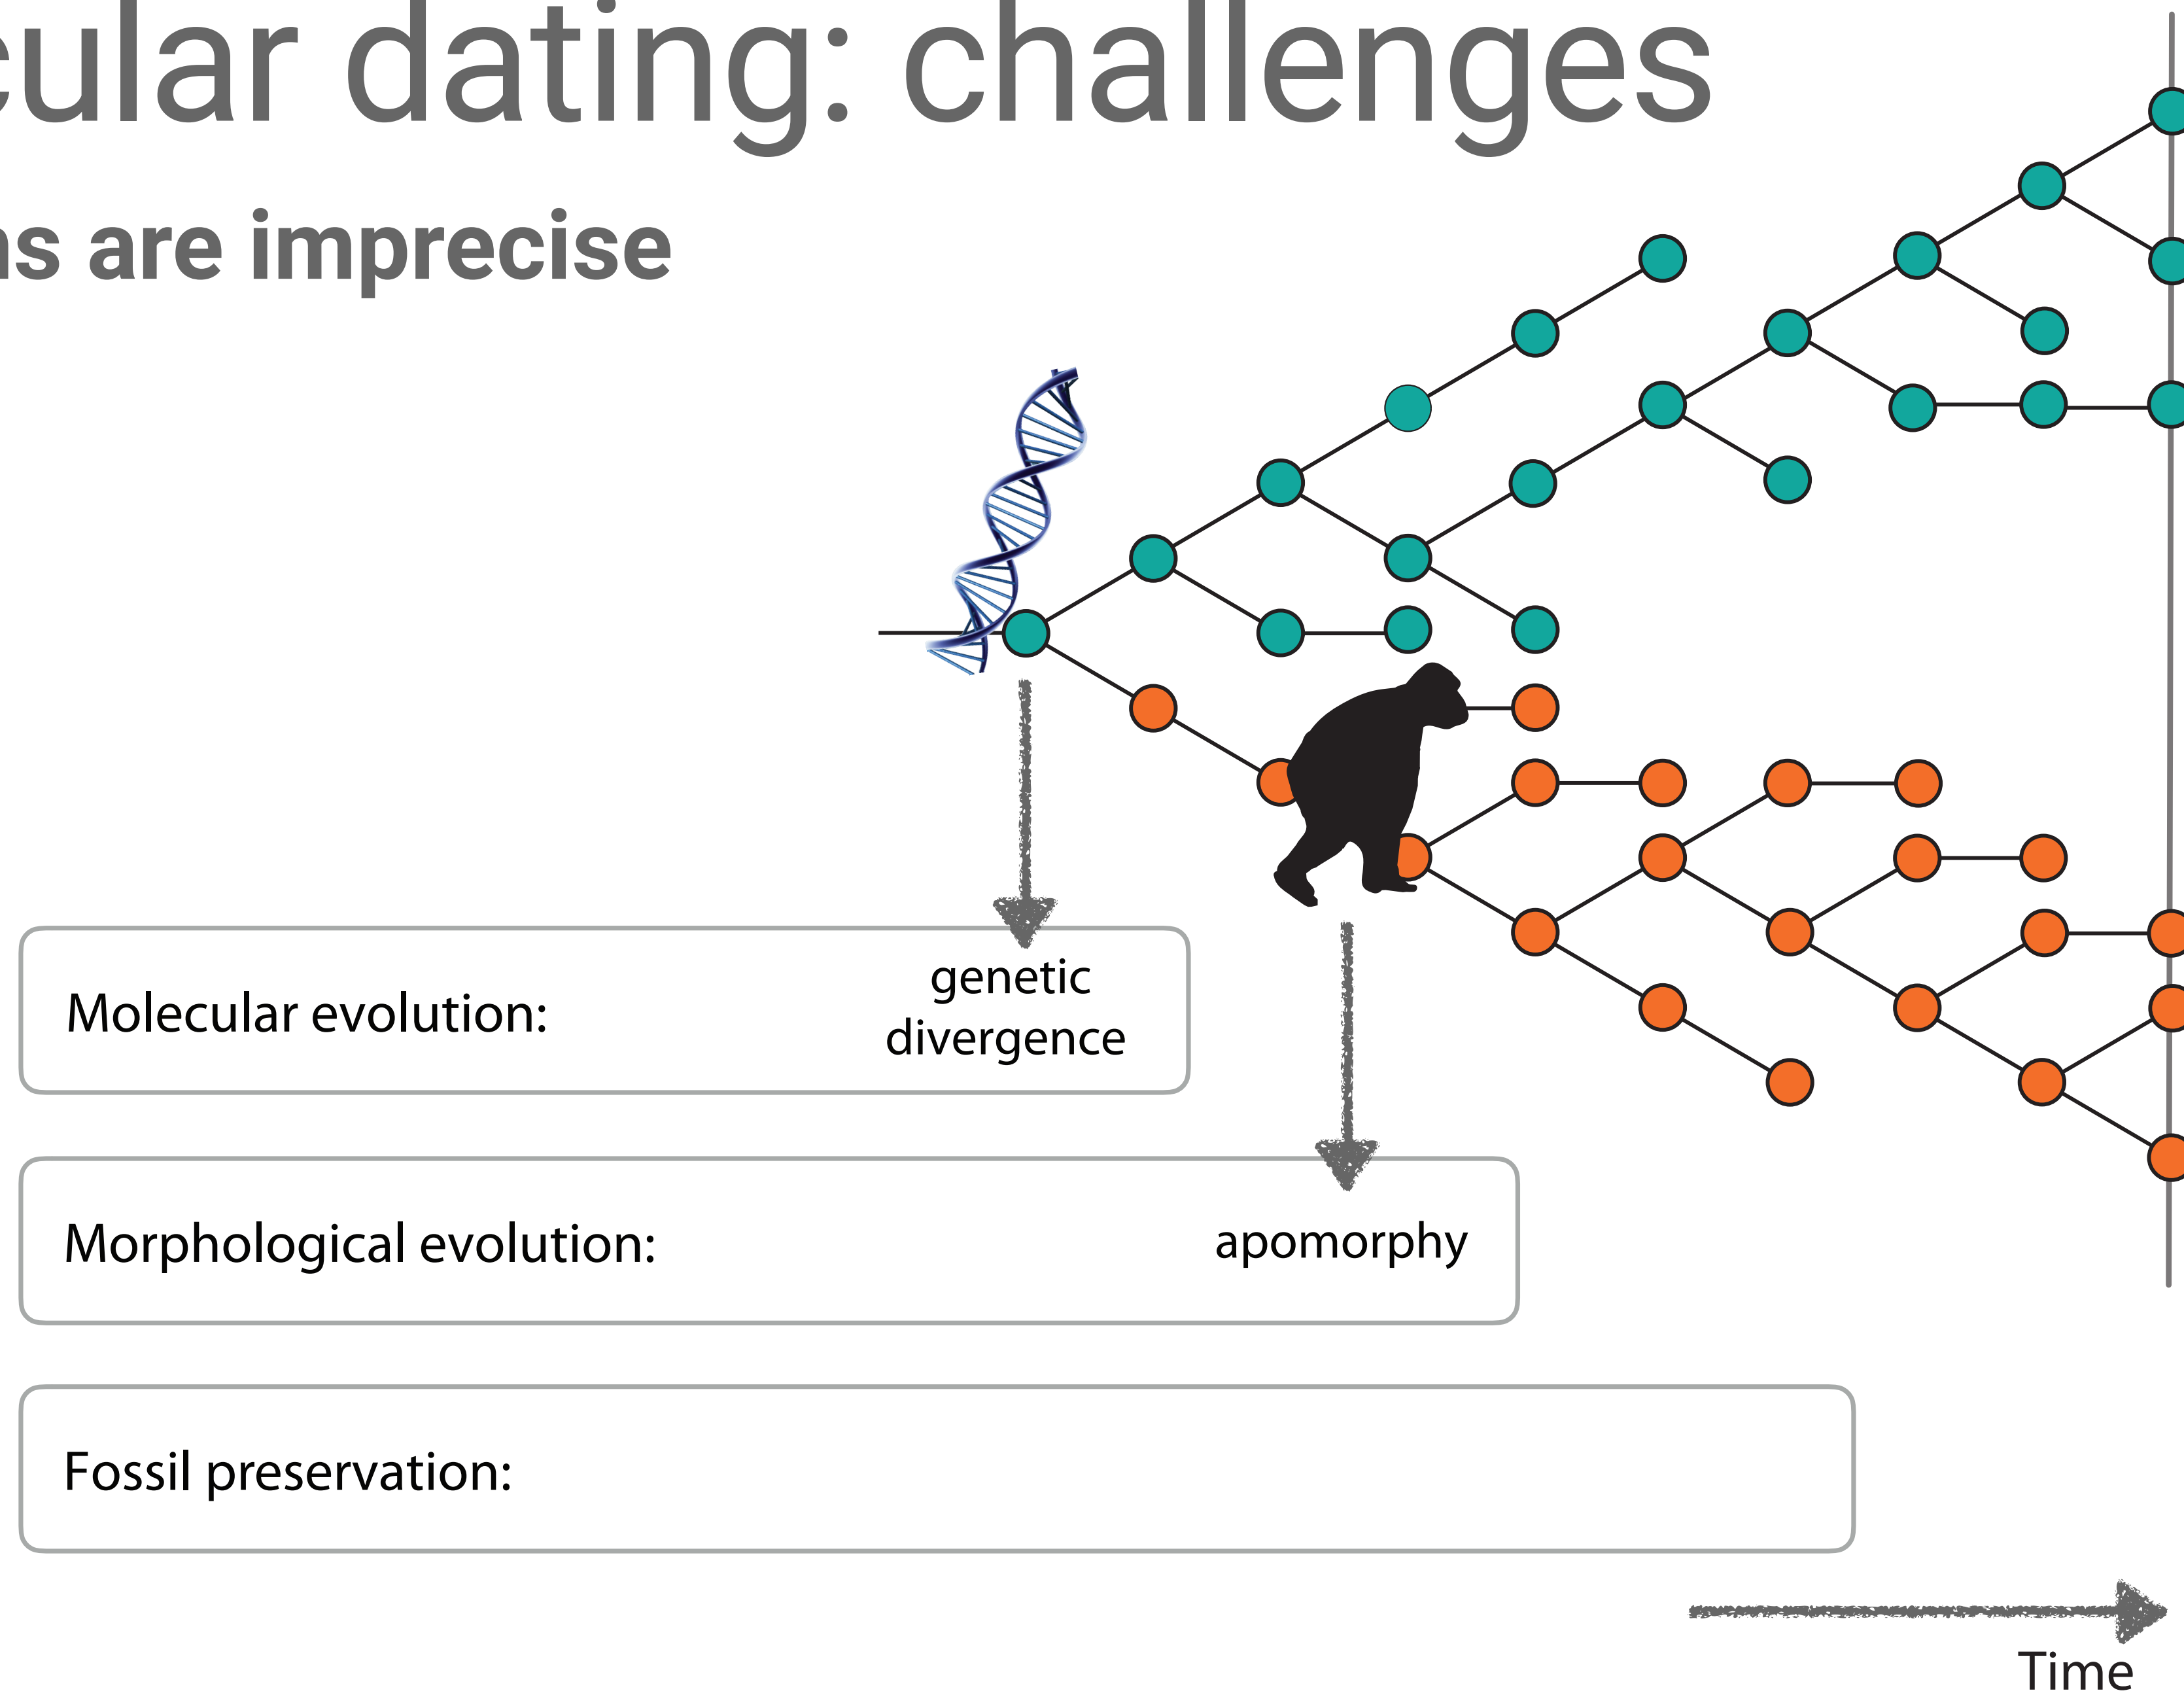 cular dating: challenges
ns are imprecise
genetic
Molecular evolution:
divergence
Morphological evolution:
apomorphy
Fossil preservation:
Time